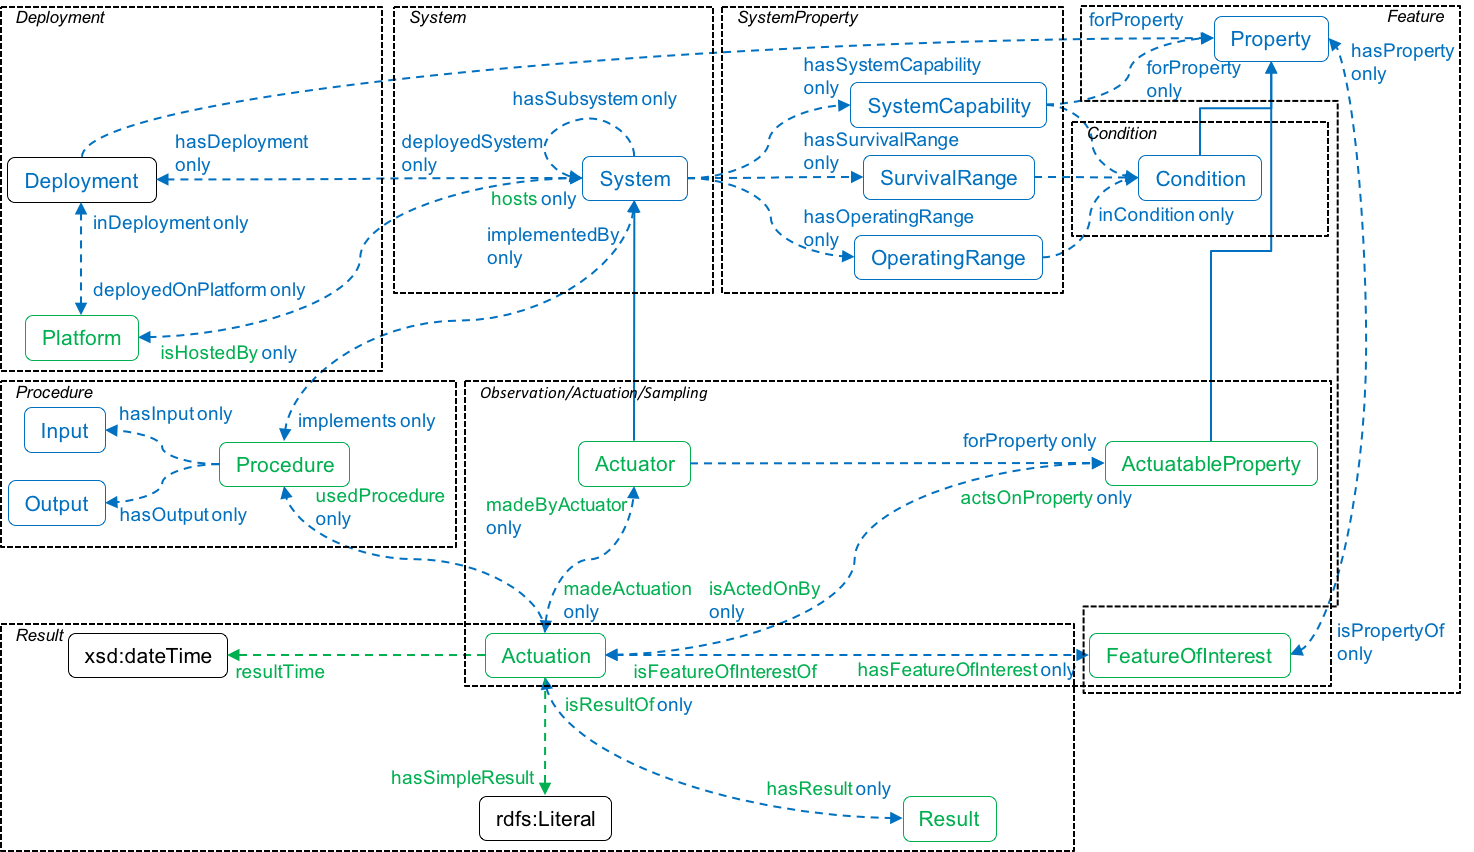 Deployment
System
SystemProperty
Feature
forProperty
Property
hasProperty
only
hasSystemCapability
only
forProperty
only
SystemCapability
hasSubsystem only
Condition
hasDeployment
only
deployedSystem
only
hasSurvivalRange
only
Deployment
System
SurvivalRange
Condition
hosts only
inDeployment only
implementedBy
only
hasOperatingRange
only
inCondition only
OperatingRange
deployedOnPlatform only
Platform
isHostedBy only
Procedure
Observation/Actuation/Sampling
hasInput only
Input
implements only
Procedure
Actuator
forProperty only
ActuatableProperty
Output
hasOutput only
usedProcedure
only
madeByActuator
only
actsOnProperty only
madeActuation
only
isActedOnBy
only
Result
xsd:dateTime
resultTime
Actuation
isFeatureOfInterestOf
hasFeatureOfInterest only
FeatureOfInterest
isPropertyOf
only
isResultOf only
hasSimpleResult
hasResult only
rdfs:Literal
Result